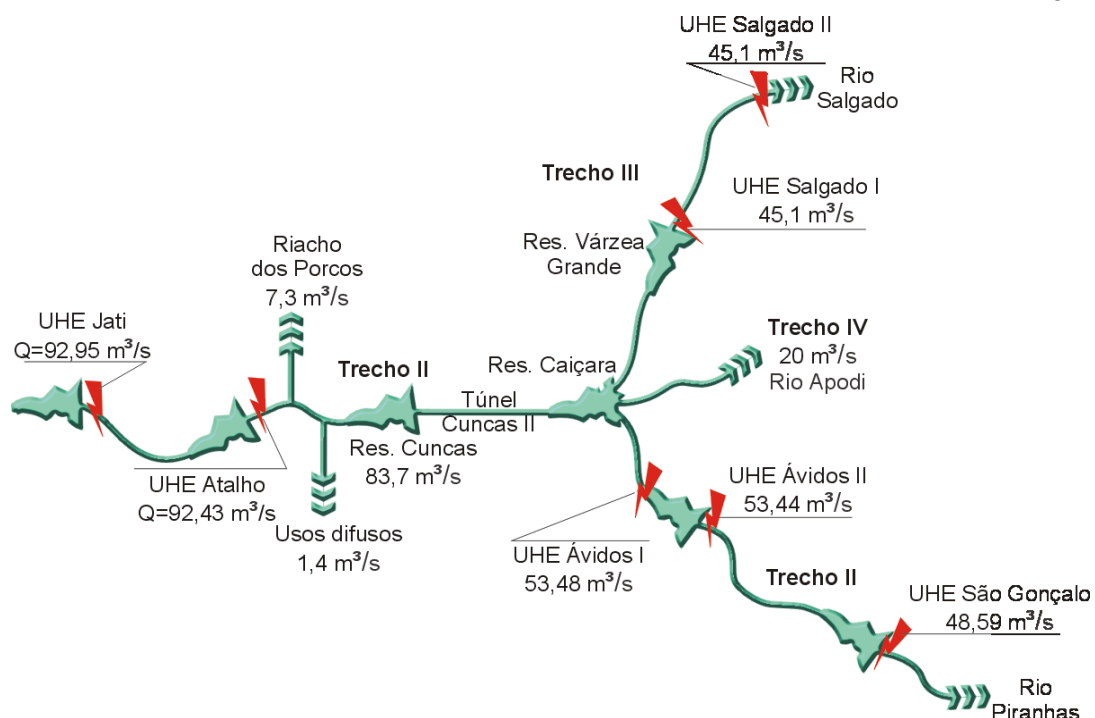 UHE Salgado II
45,1 m³/s
Rio
Salgado
Trecho III
UHE Salgado I
45,1 m³/s
Res. Várzea
Grande
Riacho
dos Porcos
7,3 m³/s
UHE Jati
Q=92,95 m³/s
Trecho II
Res. Caiçara
Trecho IV
20 m³/s
Rio Apodi
Túnel
Cuncas II
Res. Cuncas
83,7 m³/s
UHE Atalho
Q=92,43 m³/s
Usos difusos
1,4 m³/s
UHE Ávidos II
53,44 m³/s
UHE Ávidos I
53,48 m³/s
Trecho II
UHE São Gonçalo
48,59 m³/s
Rio
Piranhas